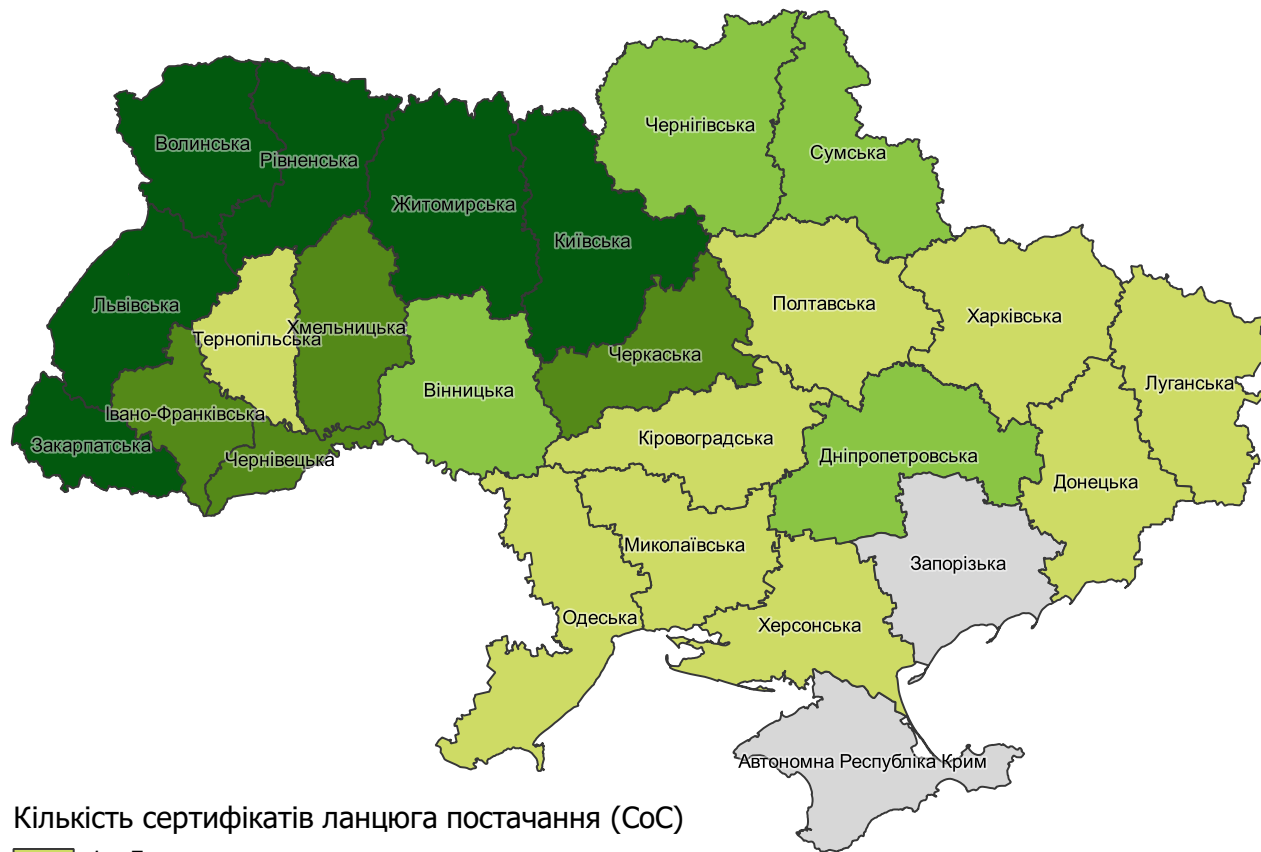 Чернігівська
Сумська
Волинська
Рівненська
Житомирська
Київська
Львівська
Тернопільська
Хмельницька
Черкаська
Полтавська
Харківська
Луганська
Вінницька
Івано-Франківська
Закарпатська
Чернівецька
Кіровоградська
Дніпропетровська
Донецька
Миколаївська
Запорізька
Одеська
Херсонська
Автономна Республіка Крим
Кількість сертифікатів ланцюга постачання (CoC)